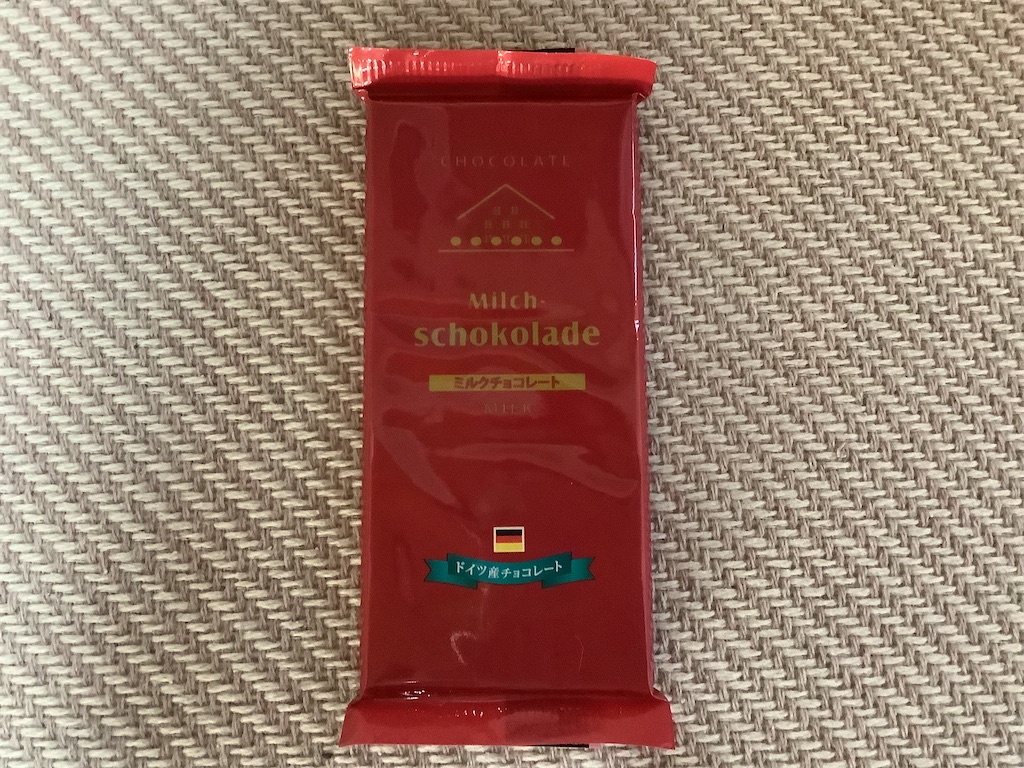 CHOCOLATE
Milch-
schokolade
ミルクチョコレート
ドイツ産チョコレート